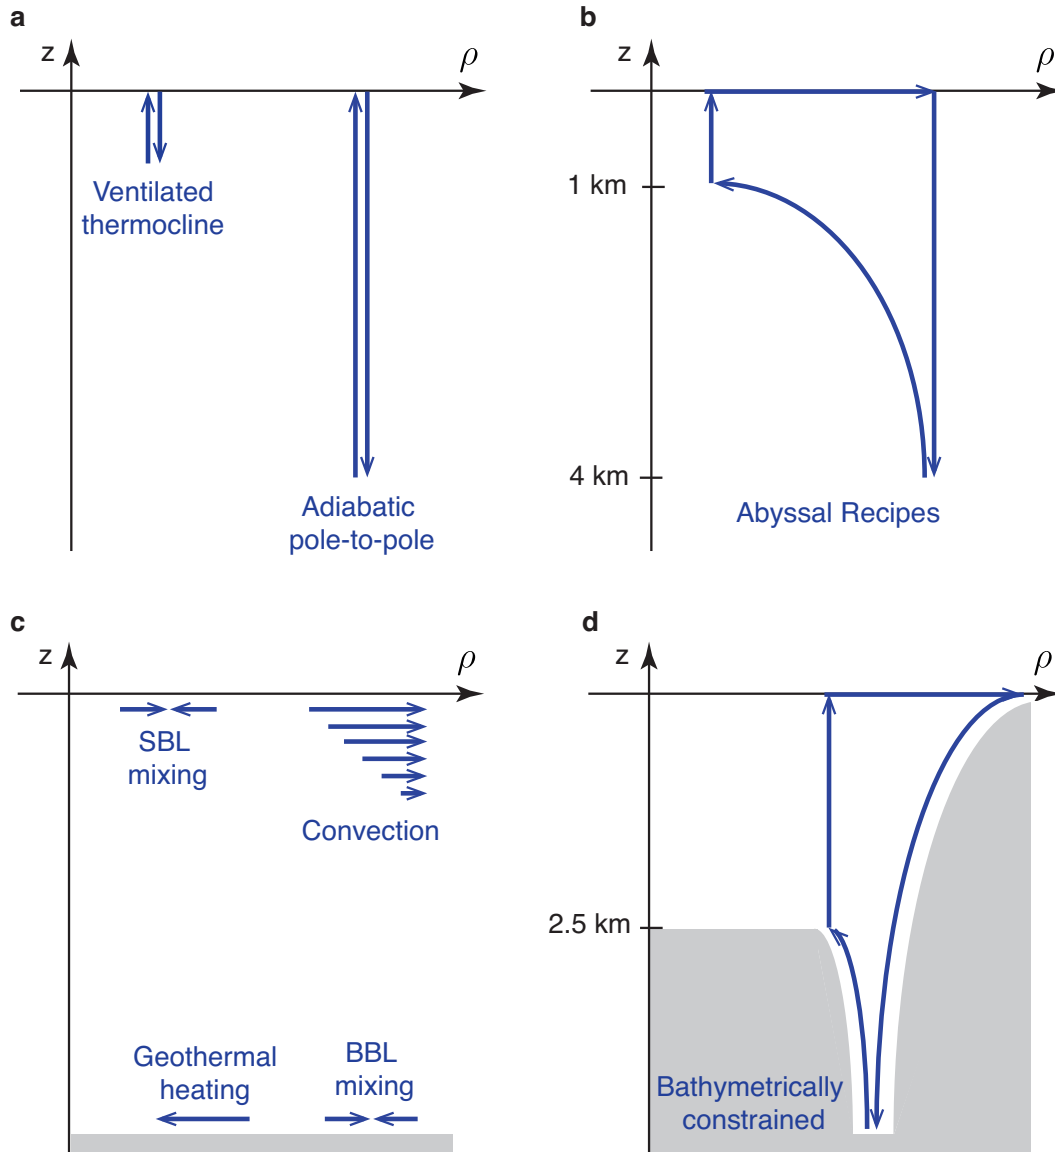 a
z
ρ
Ventilated
thermocline
Adiabatic
pole-to-pole
b
z
ρ
1 km
4 km
Abyssal Recipes
c
z
ρ
SBL
mixing
Convection
Geothermal
heating
BBL
mixing
d
z
ρ
2.5 km
Bathymetrically
constrained